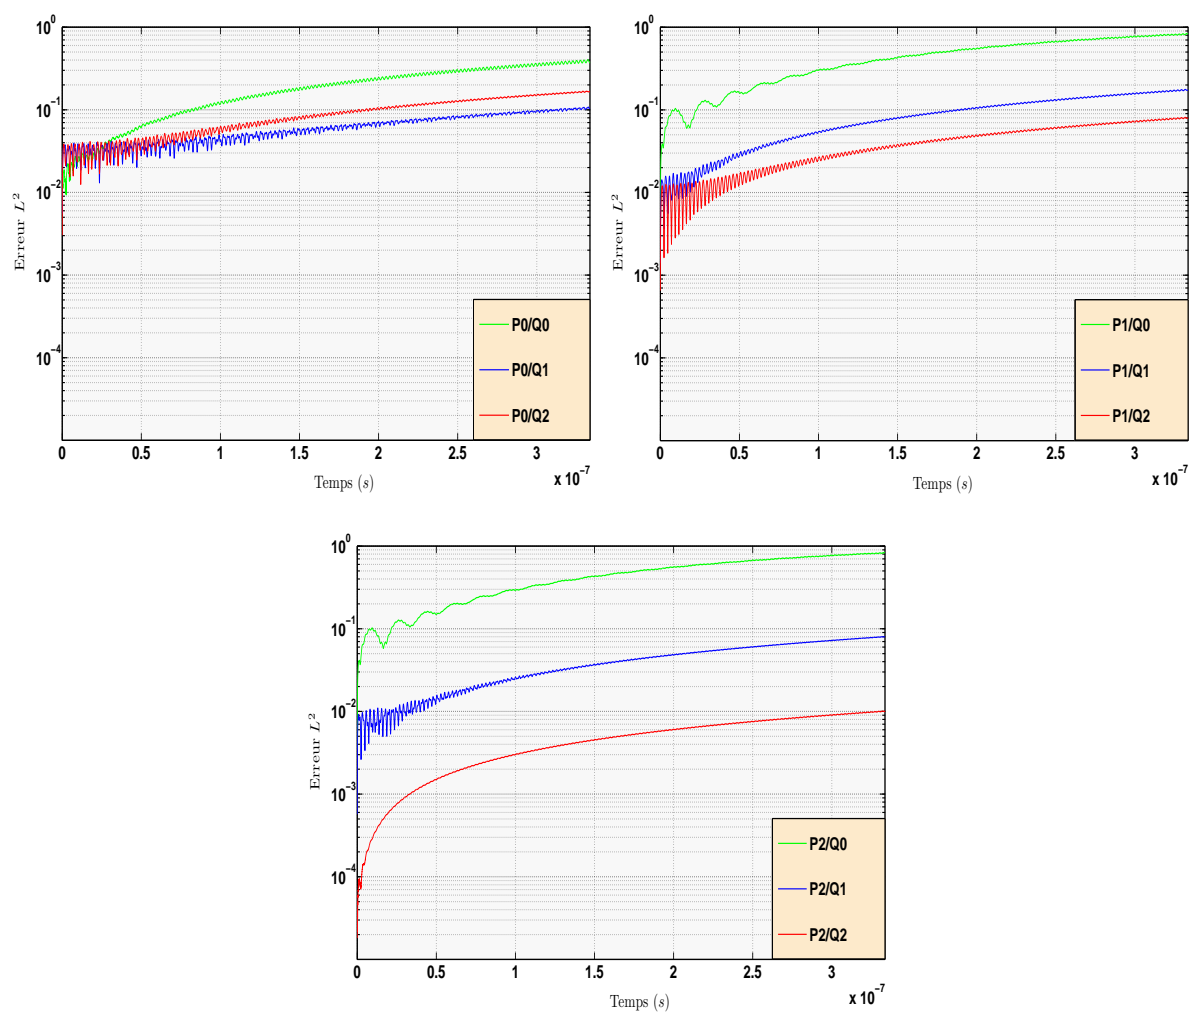 10^0
10^−1
10^−2
10^−3
10^−4
Erreur L^2
P0/Q0
P0/Q1
P0/Q2
0 0.5 1 1.5 2 2.5 3
x 10^−7
Temps (s)
10^0
10^−1
10^−2
10^−3
10^−4
Erreur L^2
P1/Q0
P1/Q1
P1/Q2
0 0.5 1 1.5 2 2.5 3
x 10^−7
Temps (s)
10^0
10^−1
10^−2
10^−3
10^−4
Erreur L^2
P2/Q0
P2/Q1
P2/Q2
0 0.5 1 1.5 2 2.5 3
x 10^−7
Temps (s)